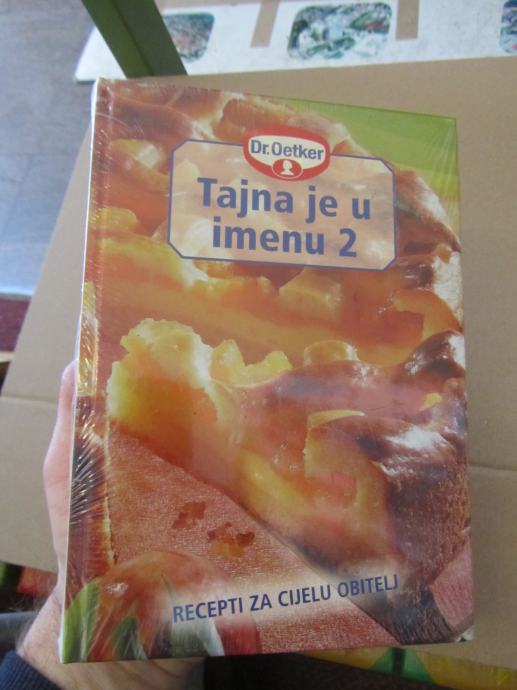 Dr. Oetker
Tajna je u
imenu 2
RECEPTI ZA CIJELU OBITELJ